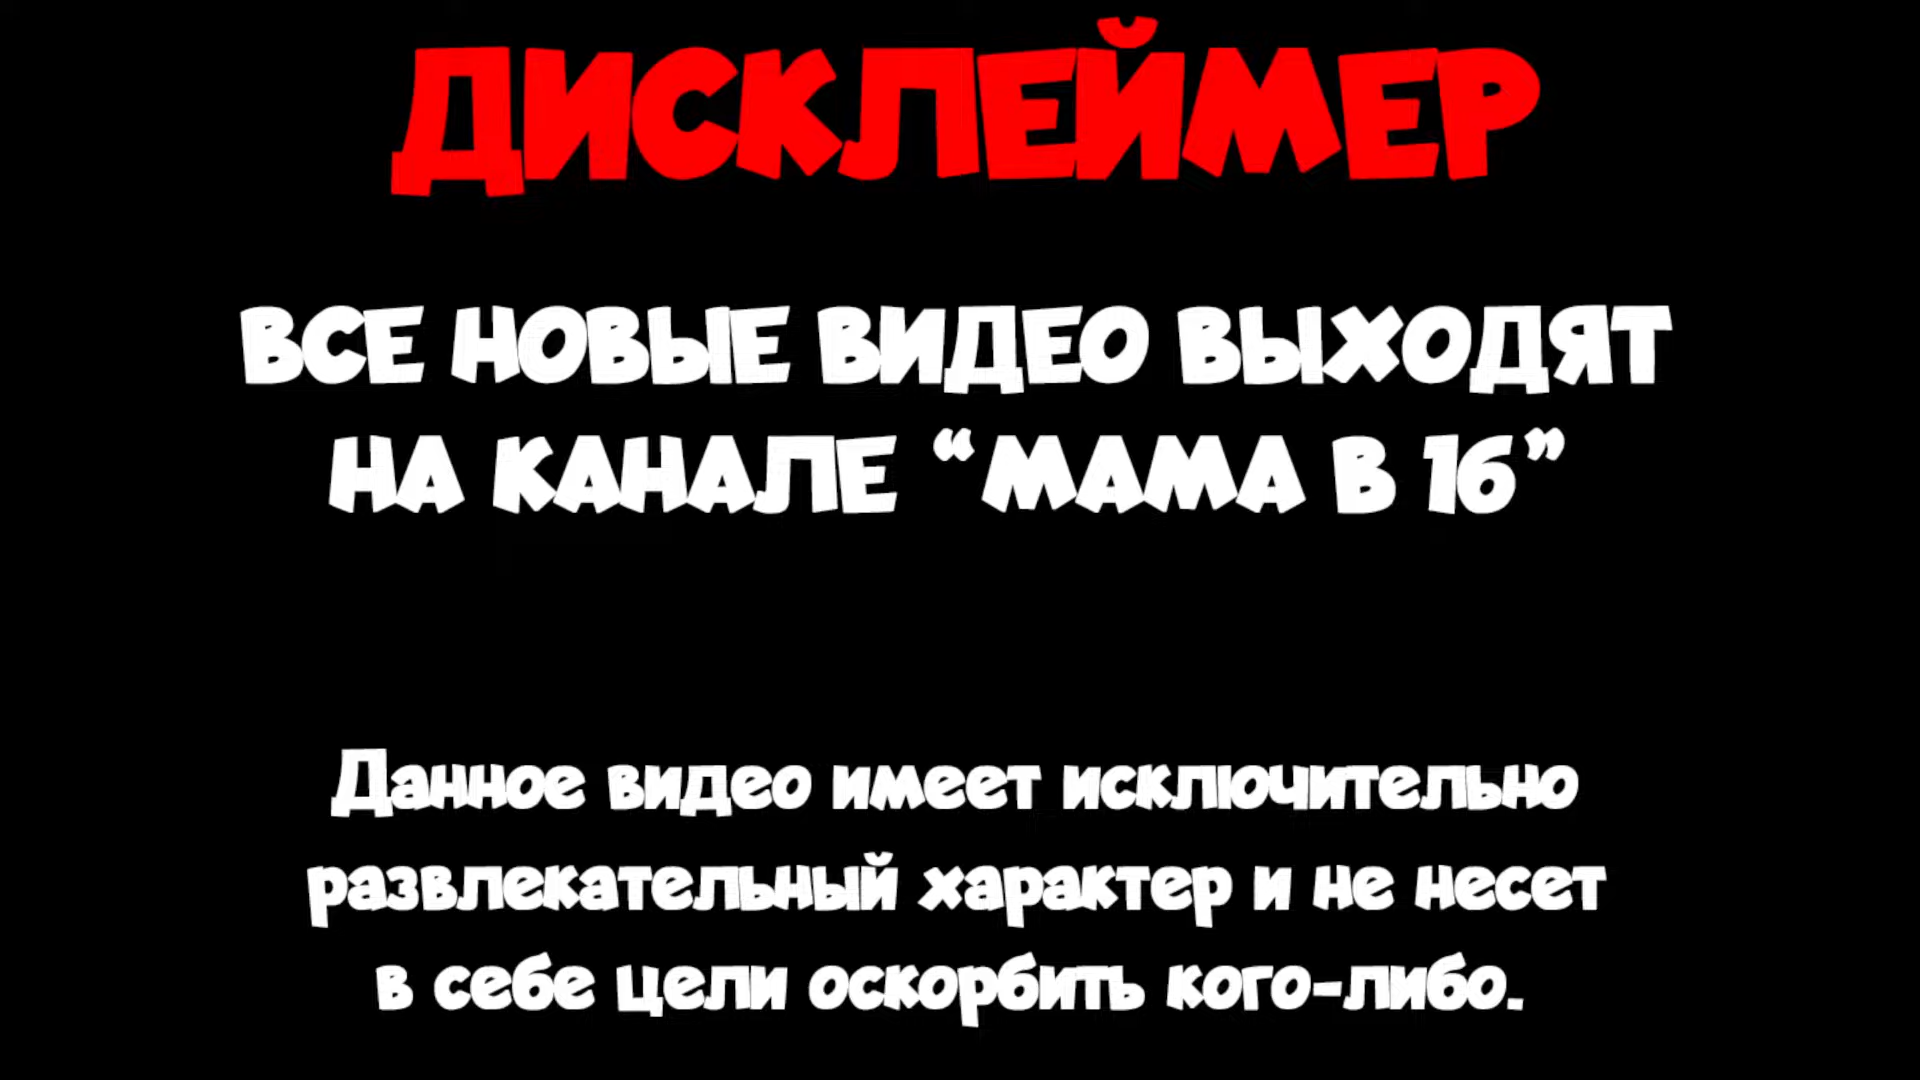 ДИСКЛЕЙМЕР
ВСЕ НОВЫЕ ВИДЕО ВЫХОДЯТ
НА КАНАЛЕ “МАМА В 16”
Данное видео имеет исключительно
развлекательный характер и не несет
в себе цели оскорбить кого-либо.